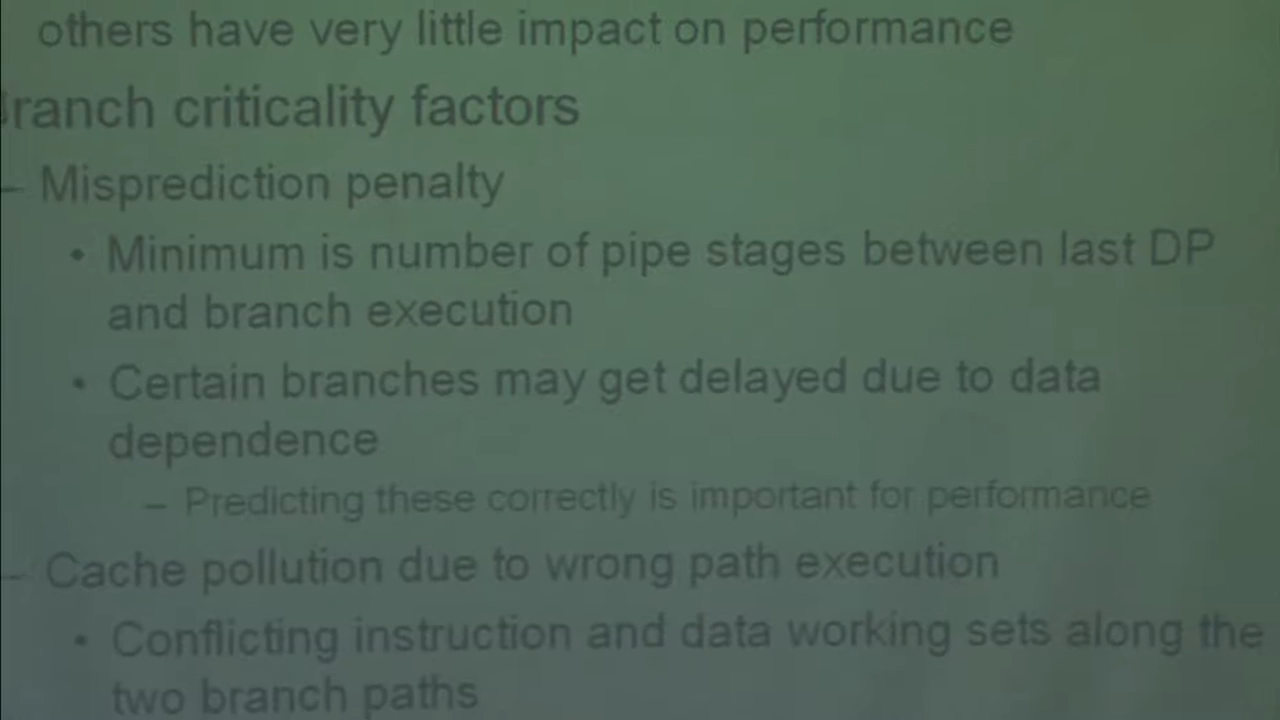 others have very little impact on performance
Branch criticality factors
– Misprediction penalty
• Minimum is number of pipe stages between last DP
and branch execution
• Certain branches may get delayed due to data
dependence
– Predicting these correctly is important for performance
– Cache pollution due to wrong path execution
• Conflicting instruction and data working sets along the
two branch paths